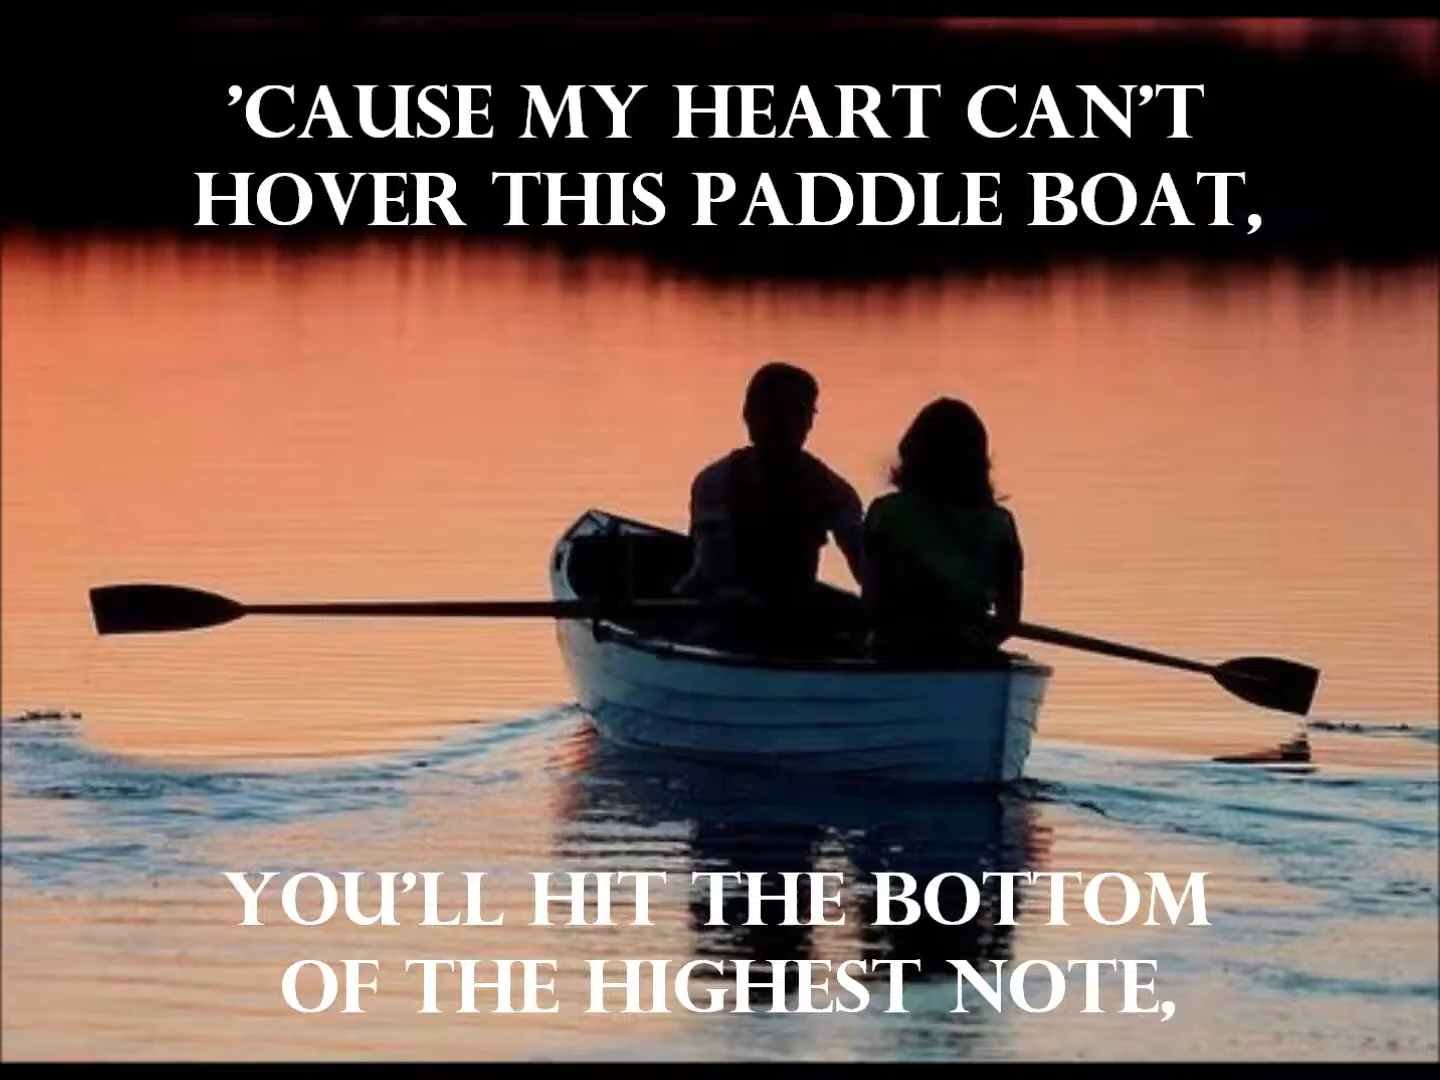 ’CAUSE MY HEART CAN’T
HOVER THIS PADDLE BOAT,
YOU’LL HIT THE BOTTOM
OF THE HIGHEST NOTE,